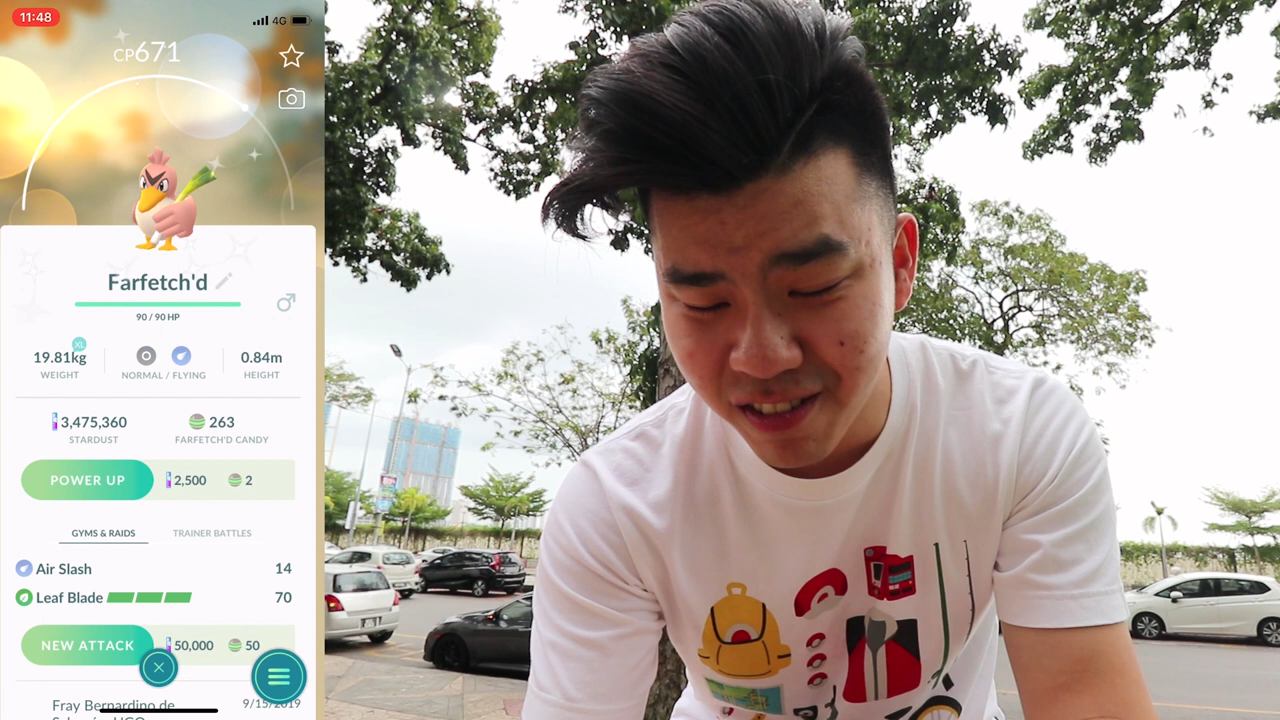 11:48
4G
CP671
Farfetch'd
90 / 90 HP
XL
19.81kg
0.84m
WEIGHT
NORMAL / FLYING
HEIGHT
3,475,360
263
STARDUST
FARFETCH'D CANDY
POWER UP
2,500
2
GYMS & RAIDS
TRAINER BATTLES
Air Slash
14
Leaf Blade
70
NEW ATTACK
50,000
50
Fray Bernardino de
9/15/2019